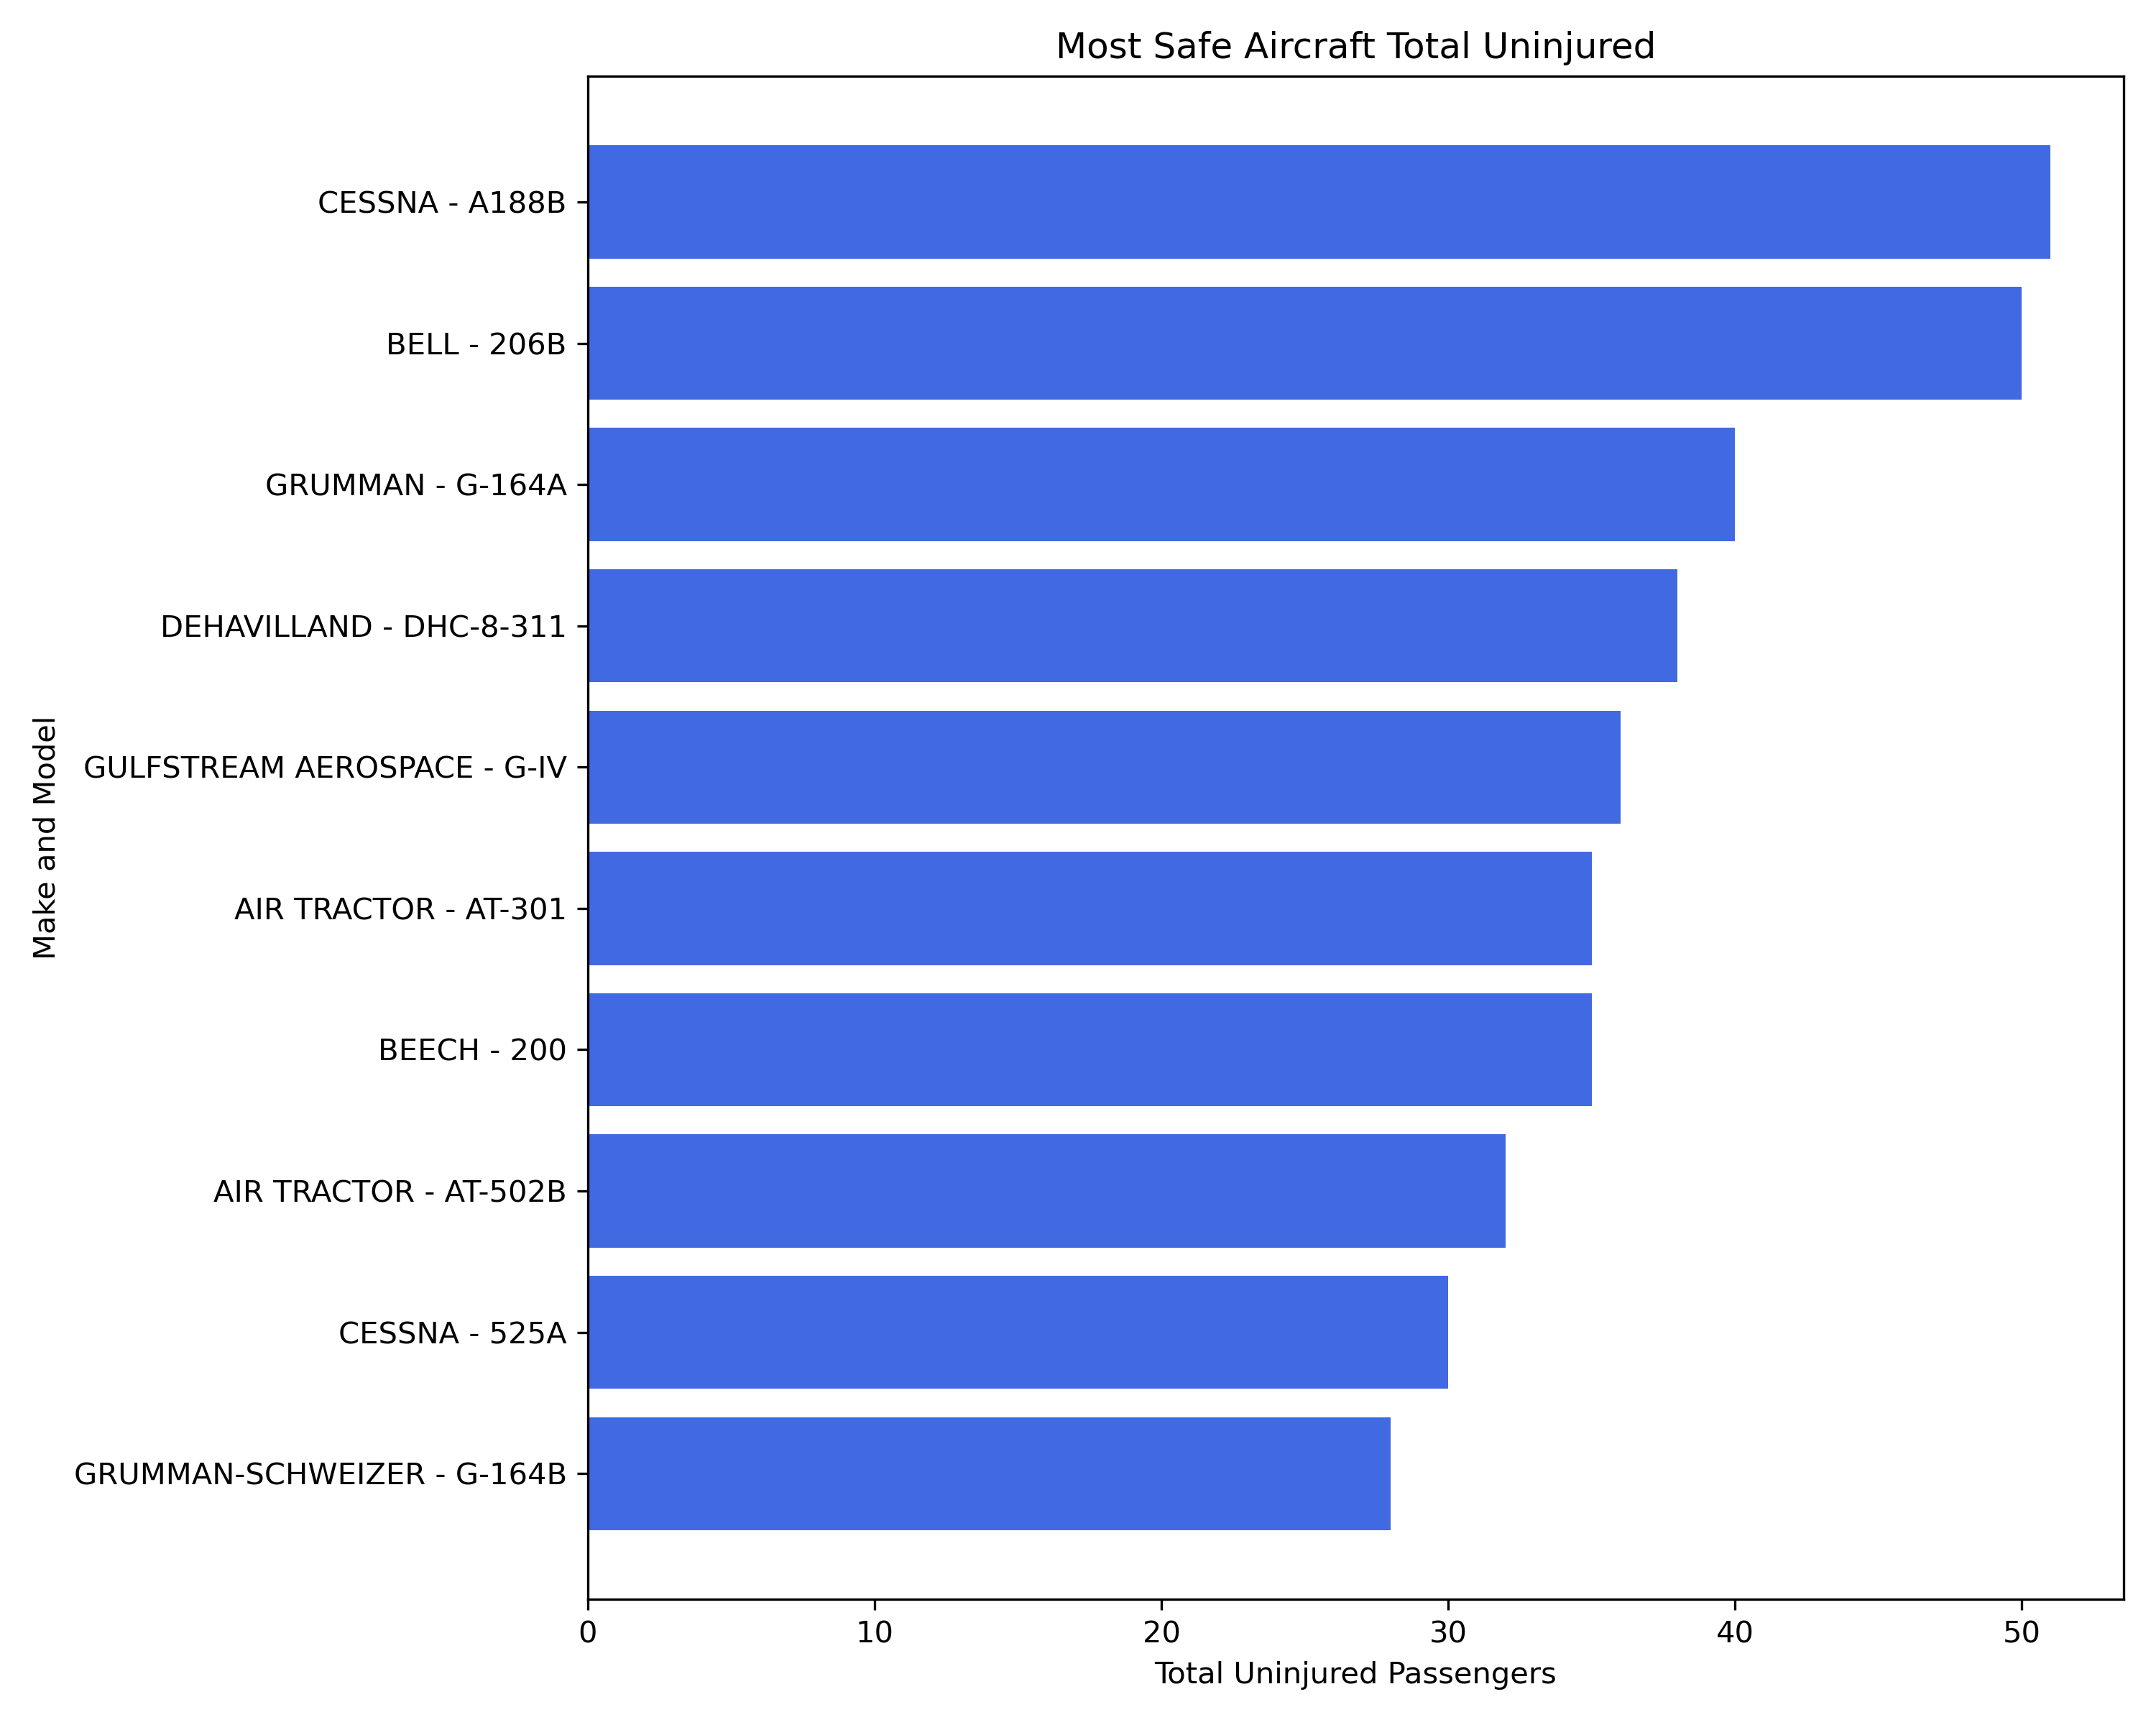 Most Safe Aircraft Total Uninjured
Make and Model
CESSNA - A188B
BELL - 206B
GRUMMAN - G-164A
DEHAVILLAND - DHC-8-311
GULFSTREAM AEROSPACE - G-IV
AIR TRACTOR - AT-301
BEECH - 200
AIR TRACTOR - AT-502B
CESSNA - 525A
GRUMMAN-SCHWEIZER - G-164B
0 10 20 30 40 50
Total Uninjured Passengers